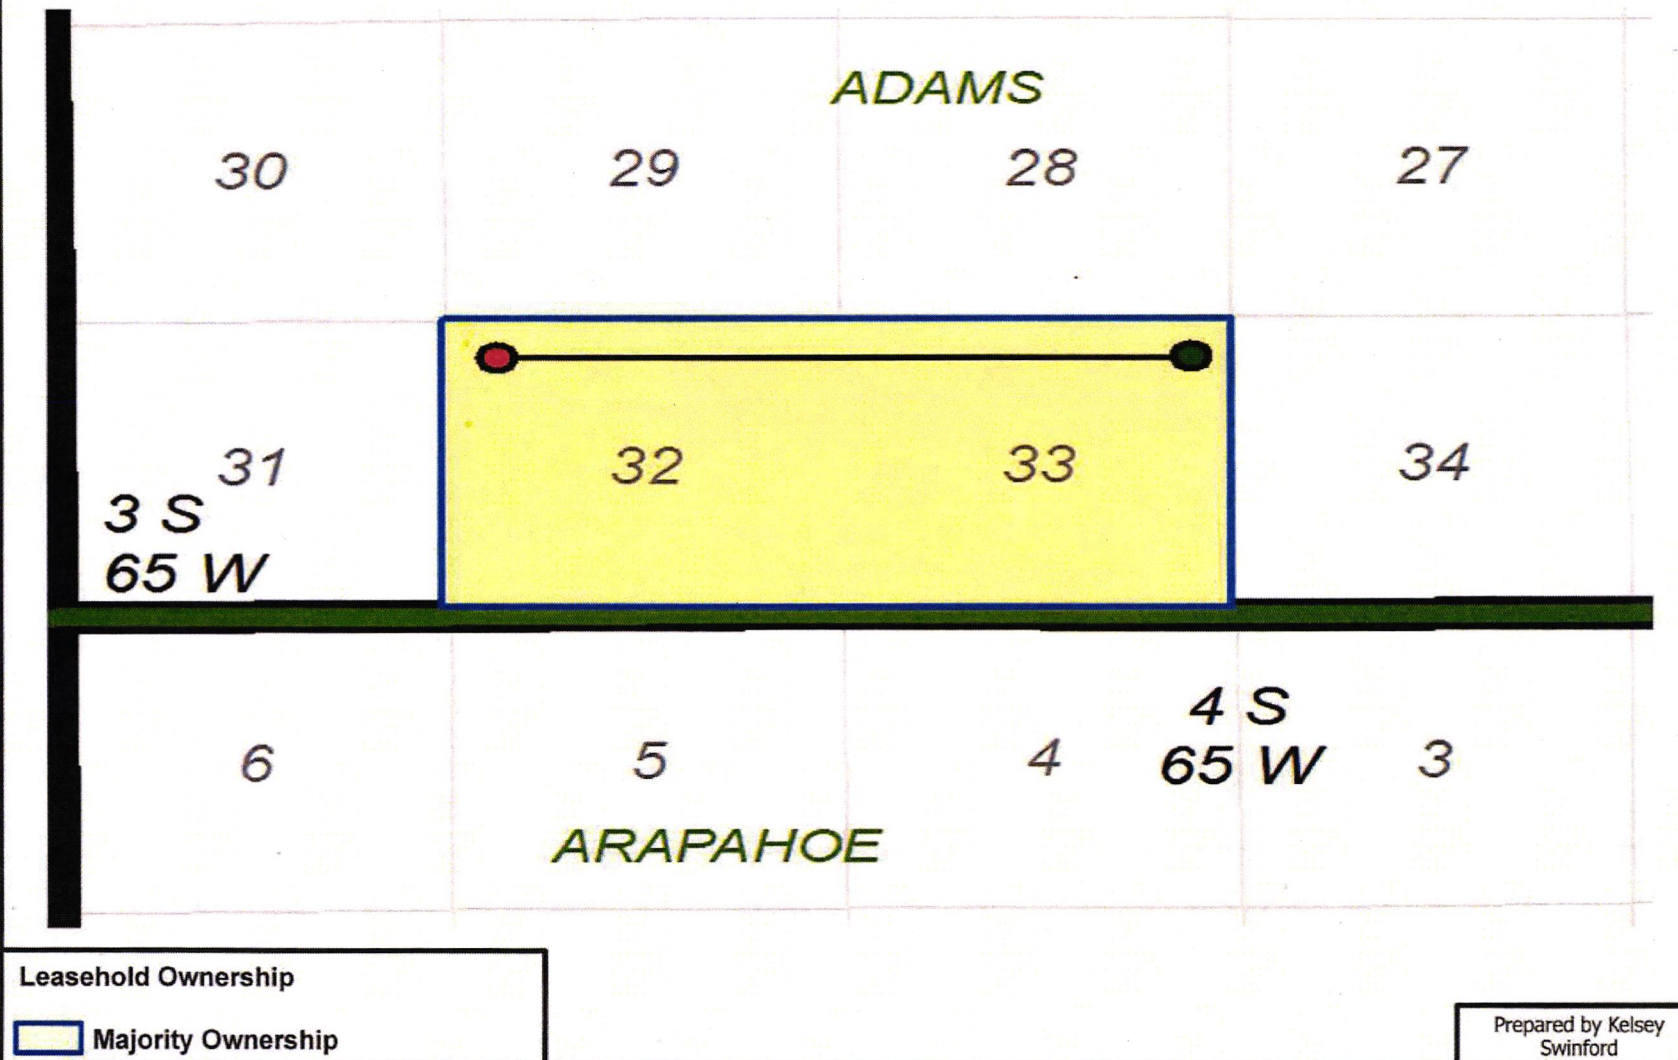 ADAMS
30 29 28 27
31 32 33 34
3 S
65 W
4 S
65 W
6 5 4 3
ARAPAHOE
Leasehold Ownership
Majority Ownership
Prepared by Kelsey
Swinford